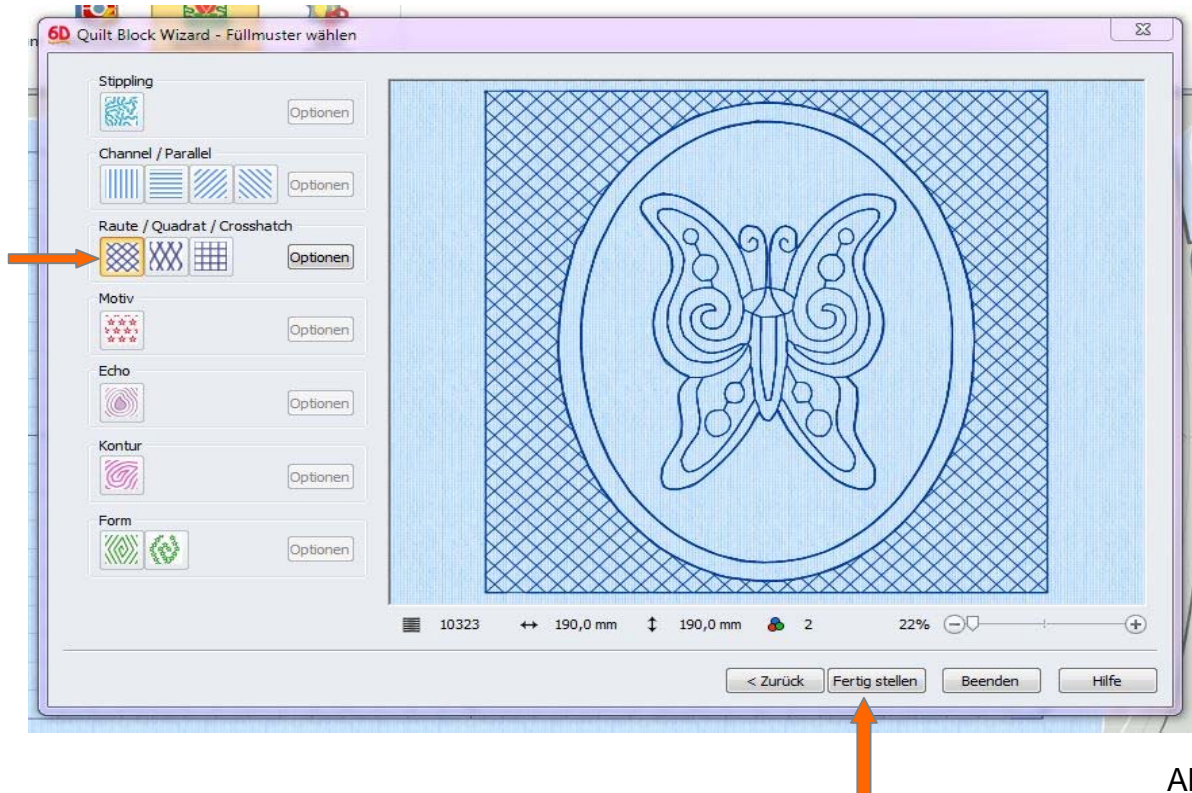 6D Quilt Block Wizard - Füllmuster wählen
Stippling
Optionen
Channel / Parallel
Optionen
Raute / Quadrat / Crosshatch
Optionen
Motiv
Optionen
Echo
Optionen
Kontur
Optionen
Form
Optionen
10323 190,0 mm 190,0 mm 2 22%
< Zurück Fertig stellen Beenden Hilfe